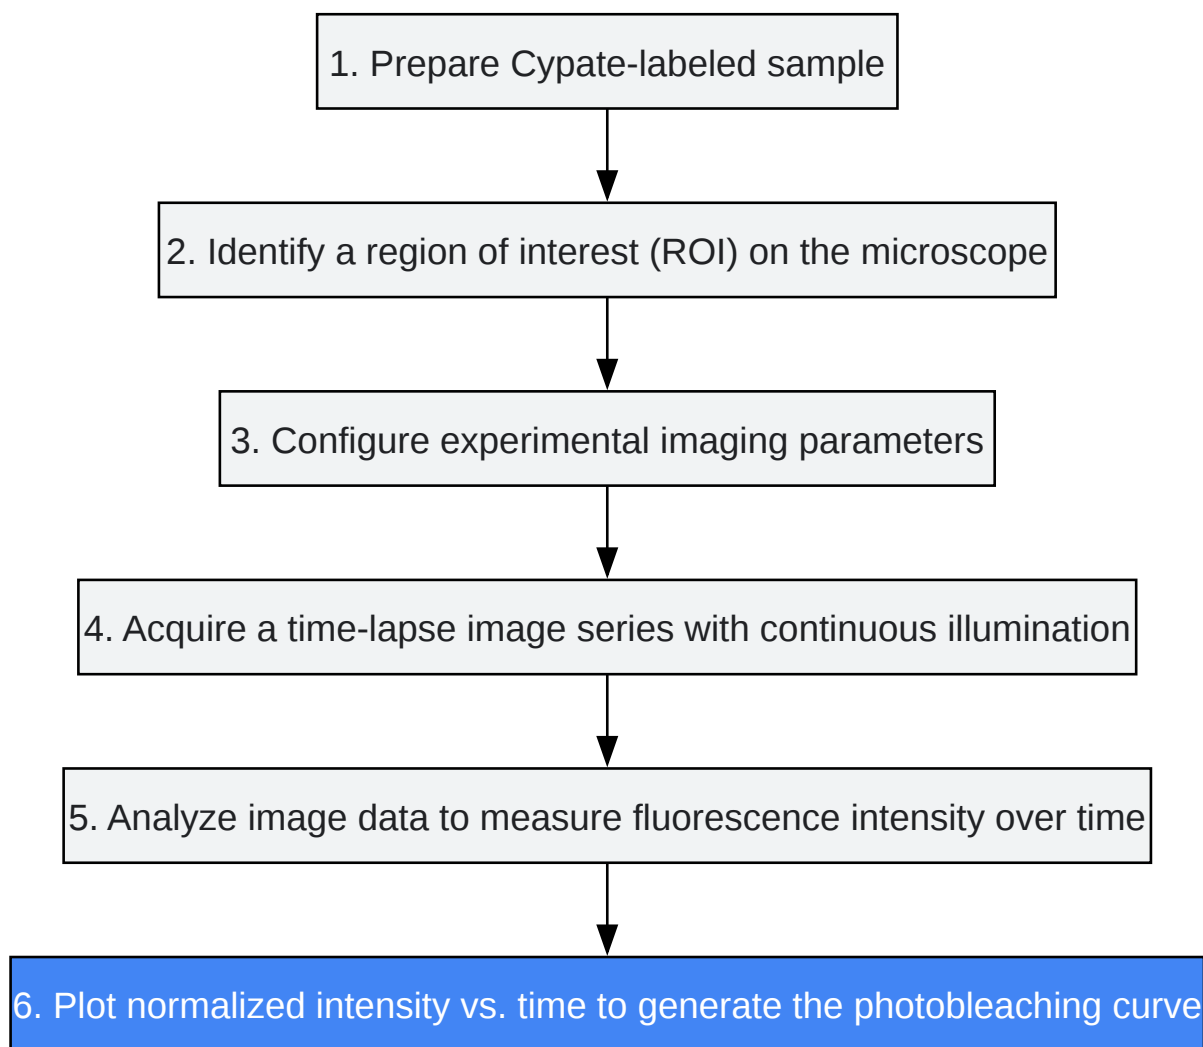 1. Prepare Cypate-labeled sample
2. Identify a region of interest (ROI) on the microscope
3. Configure experimental imaging parameters
4. Acquire a time-lapse image series with continuous illumination
5. Analyze image data to measure fluorescence intensity over time
6. Plot normalized intensity vs. time to generate the photobleaching curve